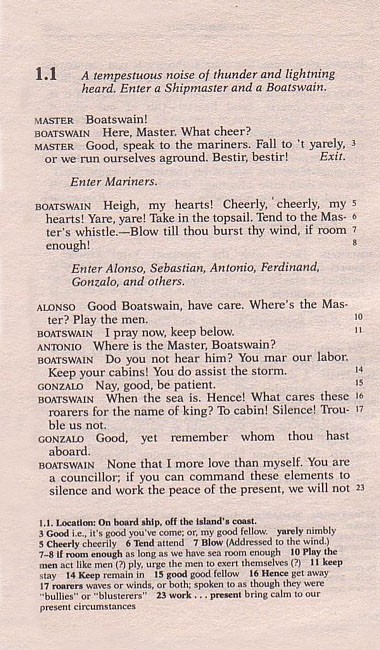 1.1 A tempestuous noise of thunder and lightning
heard. Enter a Shipmaster and a Boatswain.
MASTER Boatswain!
BOATSWAIN Here, Master. What cheer?
MASTER Good, speak to the mariners. Fall to 't yarely, 3
or we run ourselves aground. Bestir, bestir! Exit.
Enter Mariners.
BOATSWAIN Heigh, my hearts! Cheerly, cheerly, my 5
hearts! Yare, yare! Take in the topsail. Tend to the Mas- 6
ter's whistle.—Blow till thou burst thy wind, if room 7
enough! 8
Enter Alonso, Sebastian, Antonio, Ferdinand,
Gonzalo, and others.
ALONSO Good Boatswain, have care. Where's the Mas-
ter? Play the men. 10
BOATSWAIN I pray now, keep below. 11
ANTONIO Where is the Master, Boatswain?
BOATSWAIN Do you not hear him? You mar our labor.
Keep your cabins! You do assist the storm. 14
GONZALO Nay, good, be patient. 15
BOATSWAIN When the sea is. Hence! What cares these 16
roarers for the name of king? To cabin! Silence! Trou- 17
ble us not.
GONZALO Good, yet remember whom thou hast
aboard.
BOATSWAIN None that I more love than myself. You are
a councillor; if you can command these elements to
silence and work the peace of the present, we will not 23
1.1. Location: On board ship, off the island's coast.
3 Good i.e., it's good you've come; or, my good fellow. yarely nimbly
5 Cheerly cheerily 6 Tend attend 7 Blow (Addressed to the wind.)
7–8 if room enough as long as we have sea room enough 10 Play the
men act like men (?) ply, urge the men to exert themselves (?) 11 keep
stay 14 Keep remain in 15 good good fellow 16 Hence get away
17 roarers waves or winds, or both; spoken to as though they were
"bullies" or "blusterers" 23 work . . . present bring calm to our
present circumstances